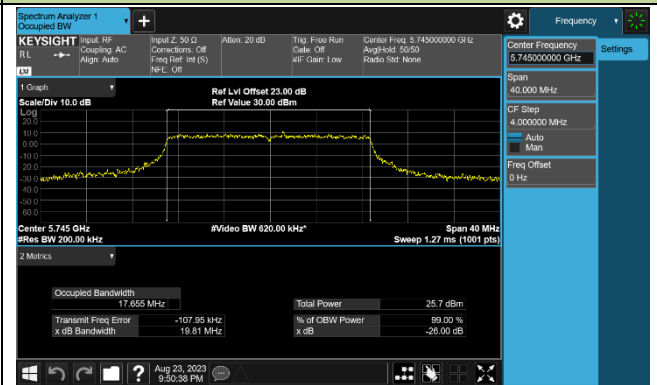 Spectrum Analyzer 1
Occupied BW
+
Frequency
KEYSIGHT
RL
LXI
Input: RF
Coupling: AC
Align: Auto
Input Z: 50 Ω
Corrections: Off
Freq Ref: Int (S)
NFE: Off
Atten: 20 dB
Trig: Free Run
Gate: Off
#IF Gain: Low
Center Freq: 5.745000000 GHz
Avg|Hold: 50/50
Radio Std: None
Center Frequency
5.745000000 GHz
Settings
Span
40.000 MHz
CF Step
4.000000 MHz
Auto
Man
Freq Offset
0 Hz
1 Graph
Scale/Div 10.0 dB
Ref Lvl Offset 23.00 dB
Ref Value 30.00 dBm
Log
20.0
10.0
0.00
-10.0
-20.0
-30.0
-40.0
-50.0
-60.0
Center 5.745 GHz
#Video BW 620.00 kHz*
Span 40 MHz
#Res BW 200.00 kHz
Sweep 1.27 ms (1001 pts)
2 Metrics
Occupied Bandwidth
17.655 MHz
Total Power 25.7 dBm
Transmit Freq Error -107.95 kHz
% of OBW Power 99.00 %
x dB Bandwidth 19.81 MHz
x dB -26.00 dB
?
Aug 23, 2023
9:50:38 PM